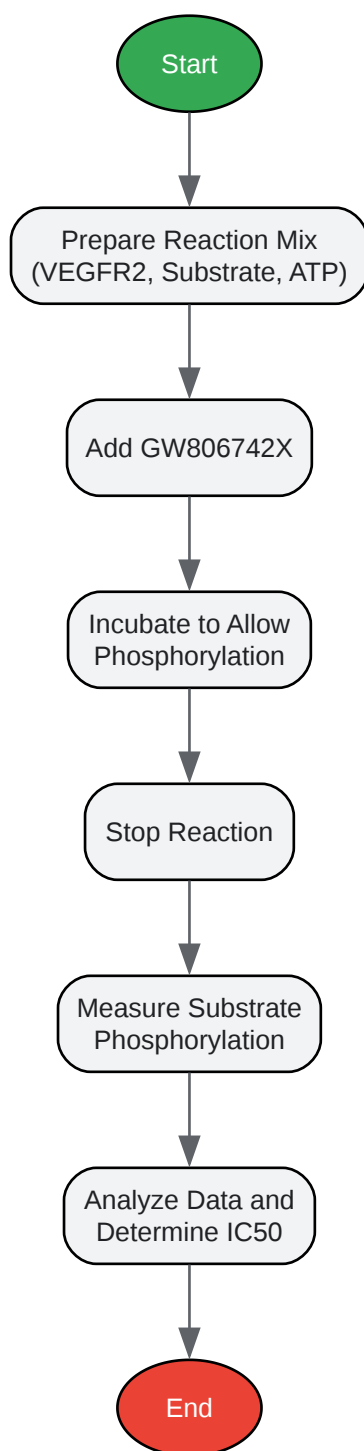 Start
Prepare Reaction Mix
(VEGFR2, Substrate, ATP)
Add GW806742X
Incubate to Allow
Phosphorylation
Stop Reaction
Measure Substrate
Phosphorylation
Analyze Data and
Determine IC50
End